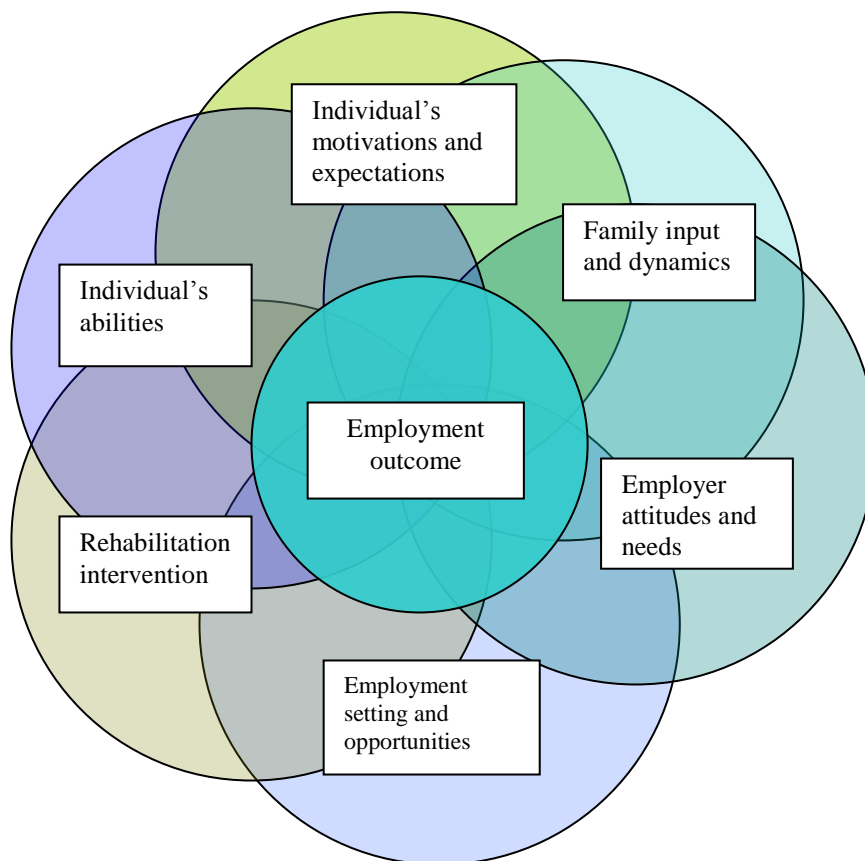 Individual’s
motivations and
expectations
Family input
and dynamics
Individual’s
abilities
Employment
outcome
Employer
attitudes and
needs
Rehabilitation
intervention
Employment
setting and
opportunities